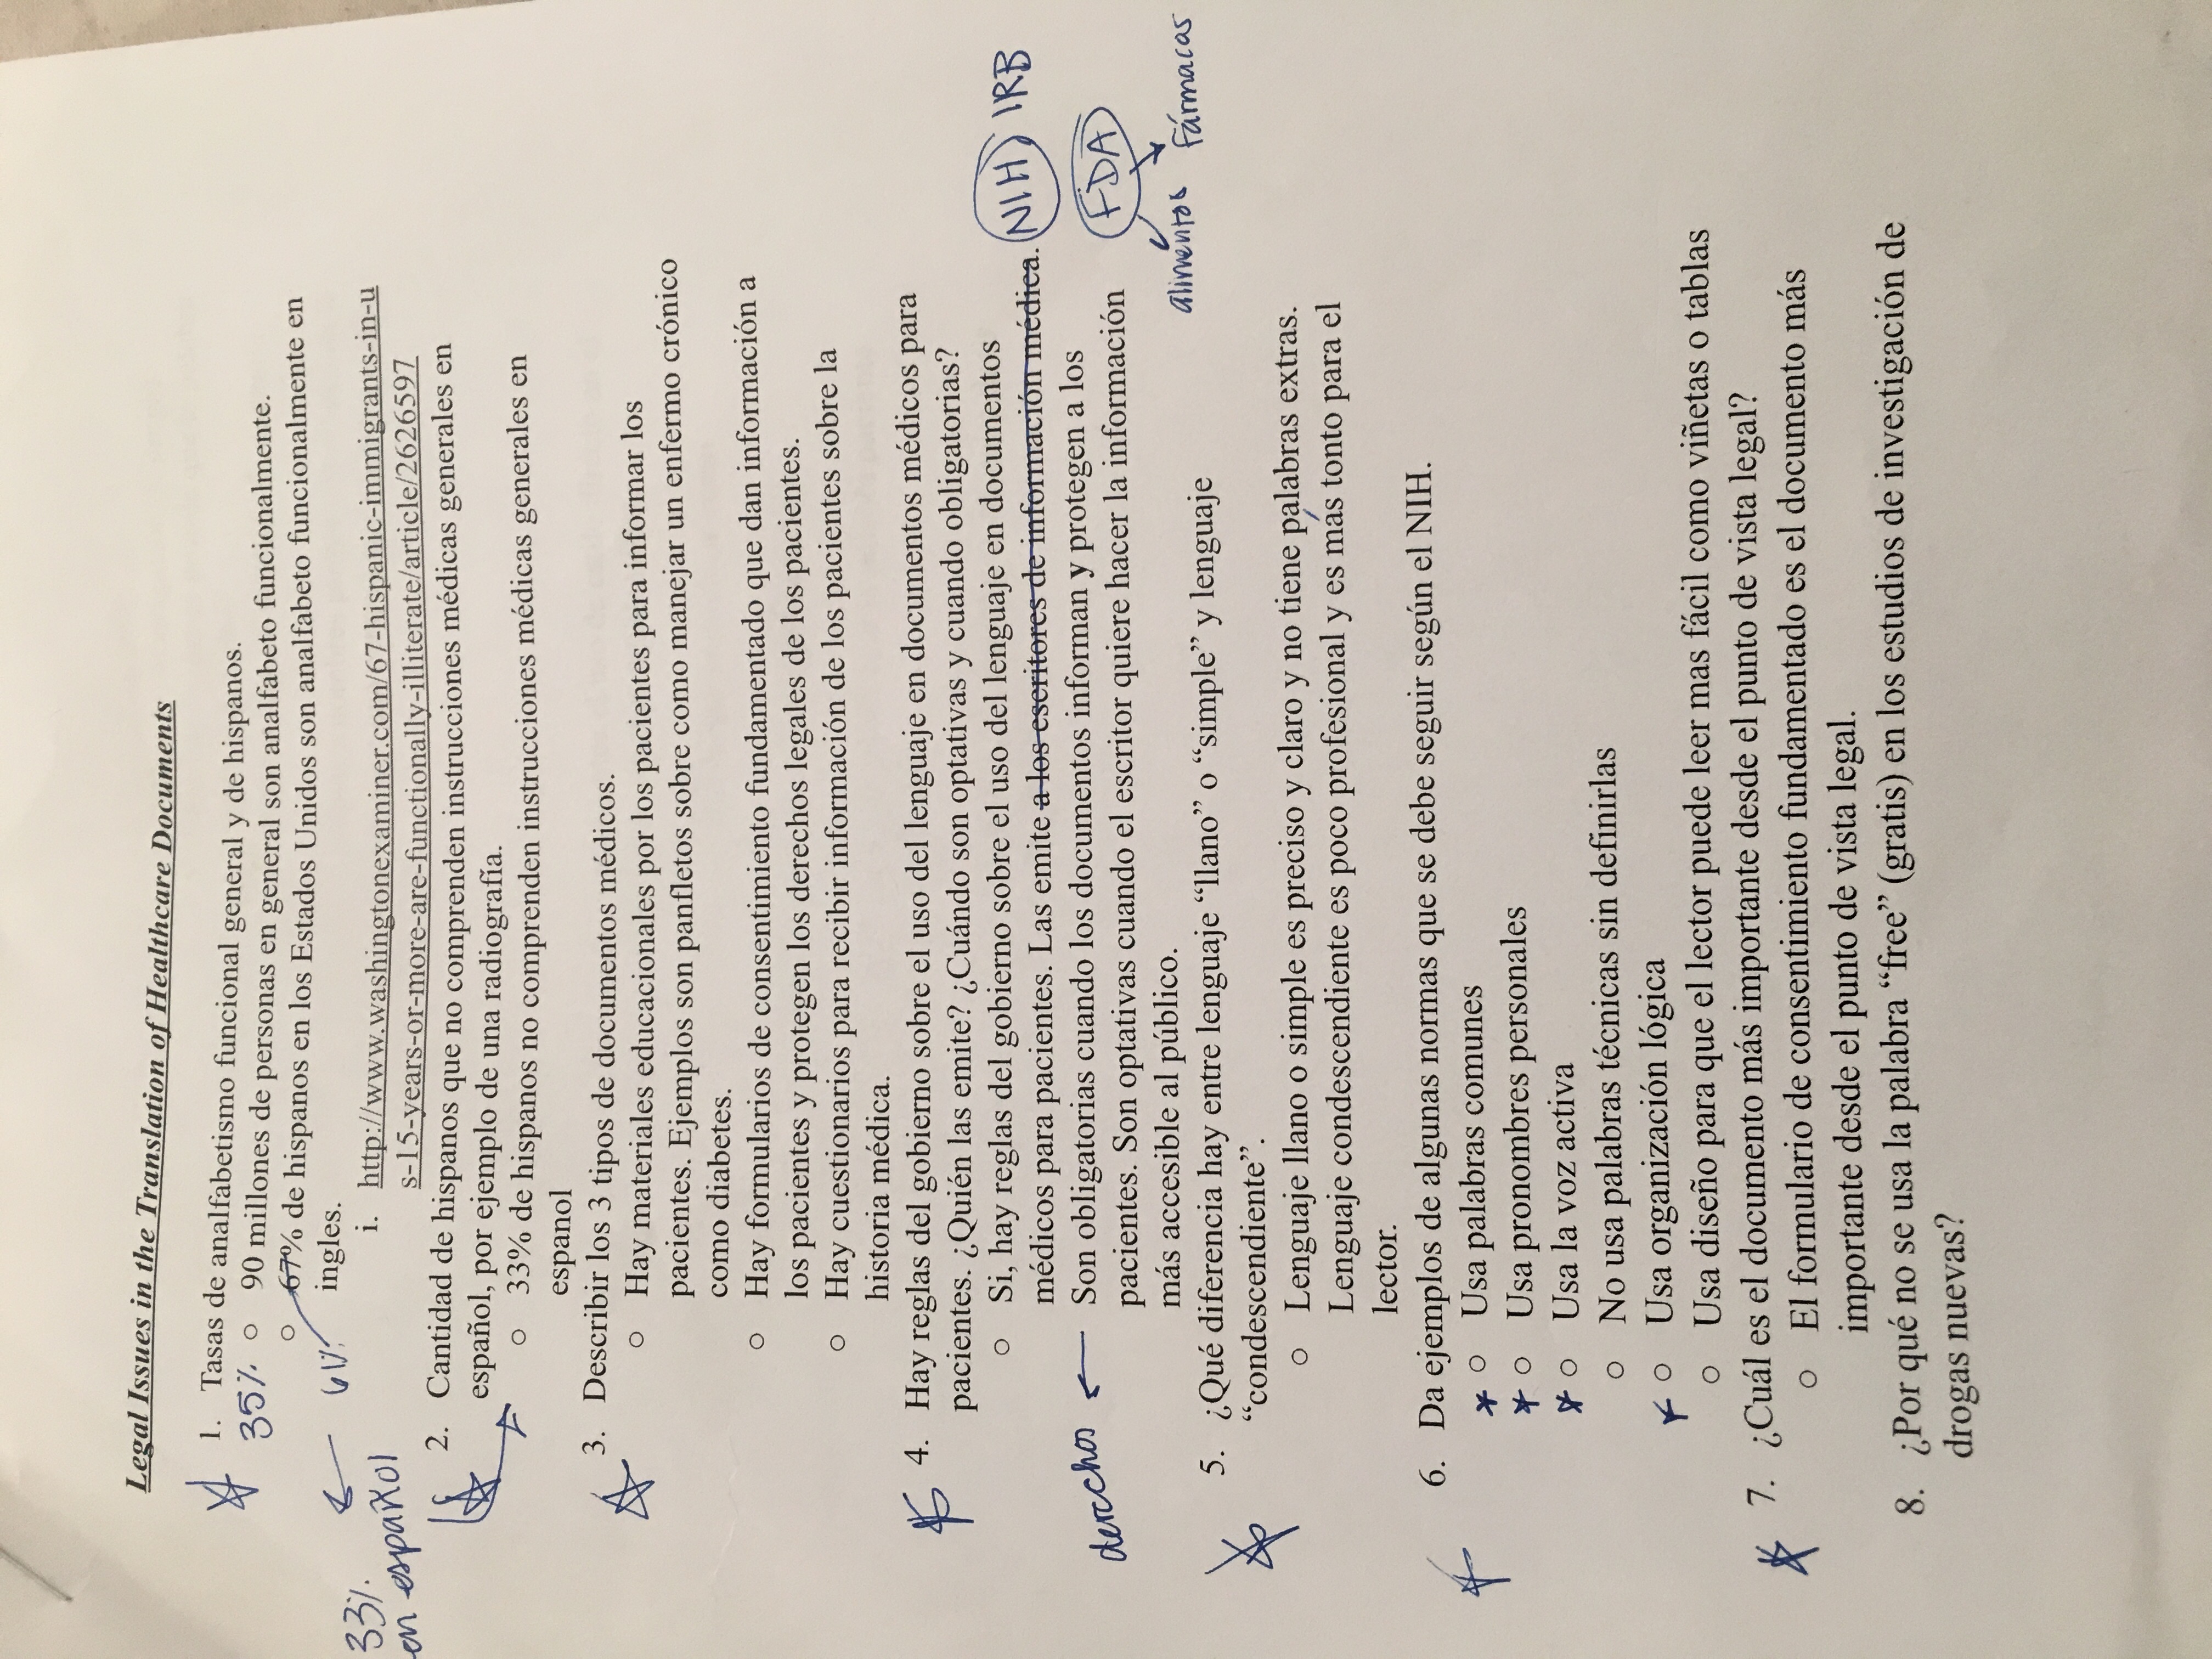 Legal Issues in the Translation of Healthcare Documents
1. Tasas de analfabetismo funcional general y de hispanos.
35% ○ 90 millones de personas en general son analfabeto funcionalmente.
○ 67% de hispanos en los Estados Unidos son analfabeto funcionalmente en
61% ingles.
33%
en español
i. http://www.washingtonexaminer.com/67-hispanic-immigrants-in-u
s-15-years-or-more-are-functionally-illiterate/article/2626597
2. Cantidad de hispanos que no comprenden instrucciones médicas generales en
español, por ejemplo de una radiografía.
○ 33% de hispanos no comprenden instrucciones médicas generales en
espanol
3. Describir los 3 tipos de documentos médicos.
○ Hay materiales educacionales por los pacientes para informar los
pacientes. Ejemplos son panfletos sobre como manejar un enfermo crónico
como diabetes.
○ Hay formularios de consentimiento fundamentado que dan información a
los pacientes y protegen los derechos legales de los pacientes.
○ Hay cuestionarios para recibir información de los pacientes sobre la
historia médica.
4. Hay reglas del gobierno sobre el uso del lenguaje en documentos médicos para
pacientes. ¿Quién las emite? ¿Cuándo son optativas y cuando obligatorias?
○ Si, hay reglas del gobierno sobre el uso del lenguaje en documentos
médicos para pacientes. Las emite a los escritores de información médica. NIH IRB
derechos ← Son obligatorias cuando los documentos informan y protegen a los
pacientes. Son optativas cuando el escritor quiere hacer la información FDA
más accesible al público. alimentos fármacos
5. ¿Qué diferencia hay entre lenguaje “llano” o “simple” y lenguaje
“condescendiente”.
○ Lenguaje llano o simple es preciso y claro y no tiene palabras extras.
Lenguaje condescendiente es poco profesional y es más tonto para el
lector.
6. Da ejemplos de algunas normas que se debe seguir según el NIH.
○ Usa palabras comunes
○ Usa pronombres personales
○ Usa la voz activa
○ No usa palabras técnicas sin definirlas
○ Usa organización lógica
○ Usa diseño para que el lector puede leer mas fácil como viñetas o tablas
7. ¿Cuál es el documento más importante desde el punto de vista legal?
○ El formulario de consentimiento fundamentado es el documento más
importante desde el punto de vista legal.
8. ¿Por qué no se usa la palabra “free” (gratis) en los estudios de investigación de
drogas nuevas?